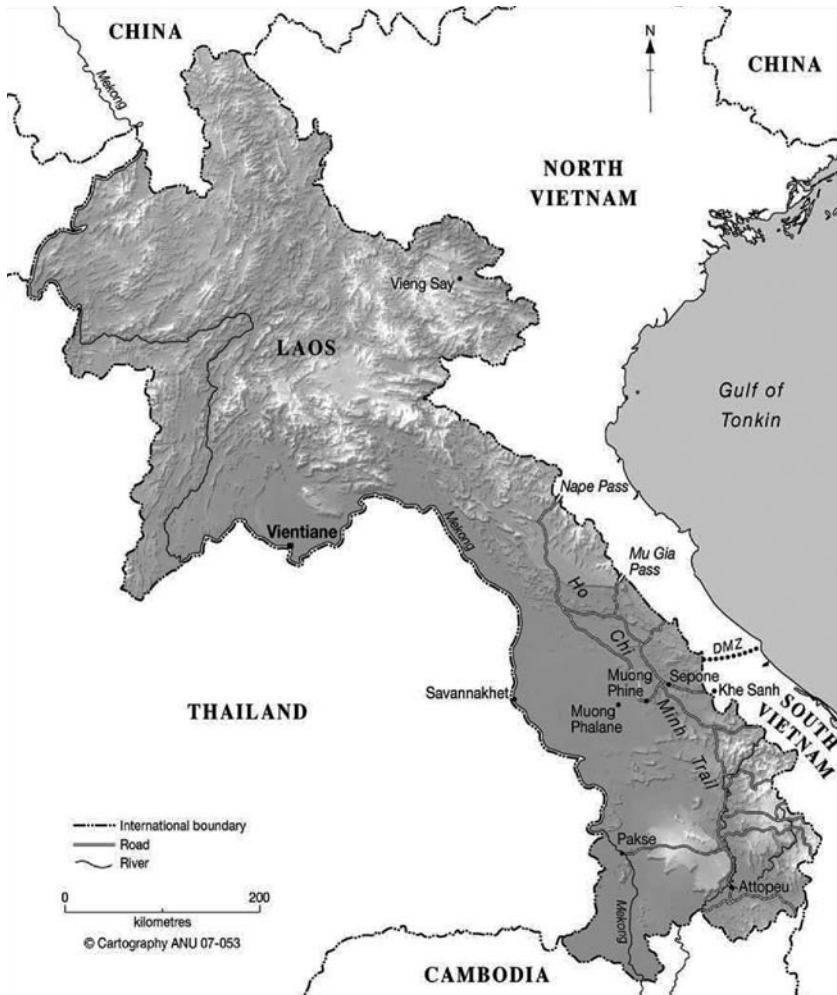 CHINA
Mekong
N
CHINA
NORTH
VIETNAM
Vieng Say
LAOS
Gulf of
Tonkin
Nape Pass
Vientiane
Mekong
Mu Gia
Pass
Ho
Chi
Minh
Trail
DMZ
Muong
Phine
Sepone
Khe Sanh
Savannakhet
Muong
Phalane
THAILAND
SOUTH
VIETNAM
International boundary
Road
River
Pakse
0 200
kilometres
Attopeu
Mekong
© Cartography ANU 07-053
CAMBODIA